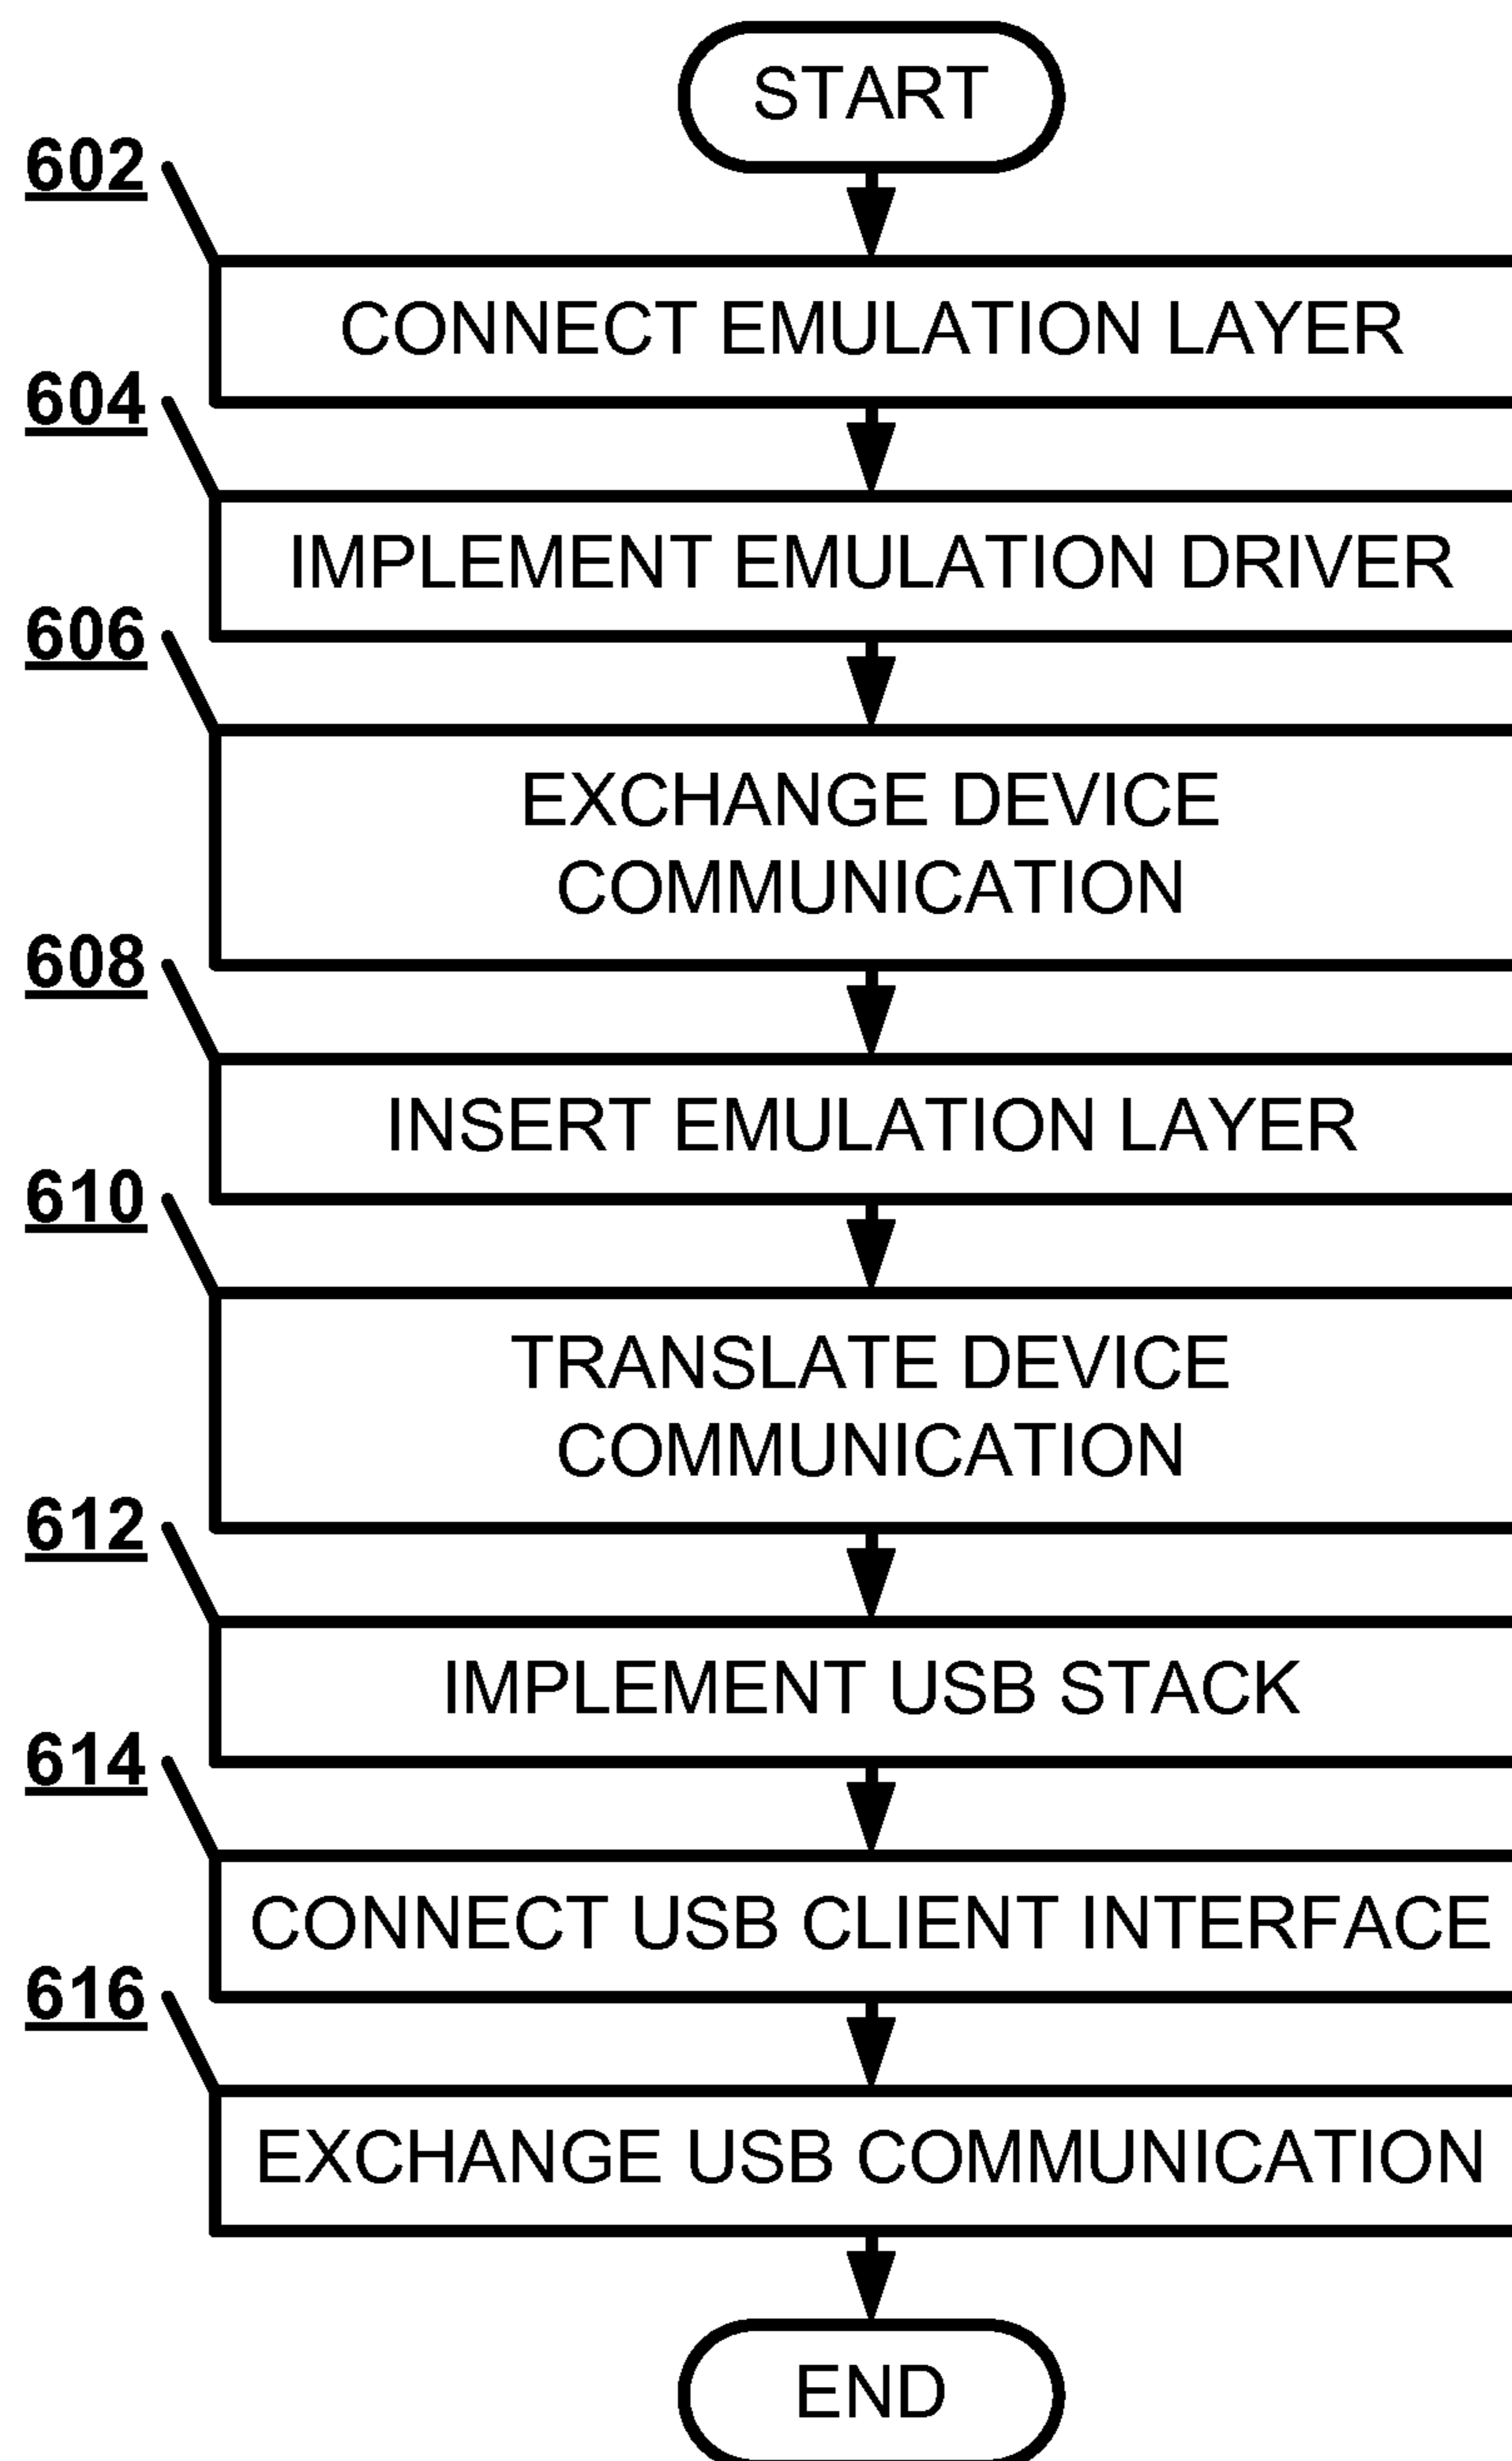 START
602
CONNECT EMULATION LAYER
604
IMPLEMENT EMULATION DRIVER
606
EXCHANGE DEVICE
COMMUNICATION
608
INSERT EMULATION LAYER
610
TRANSLATE DEVICE
COMMUNICATION
612
IMPLEMENT USB STACK
614
CONNECT USB CLIENT INTERFACE
616
EXCHANGE USB COMMUNICATION
END